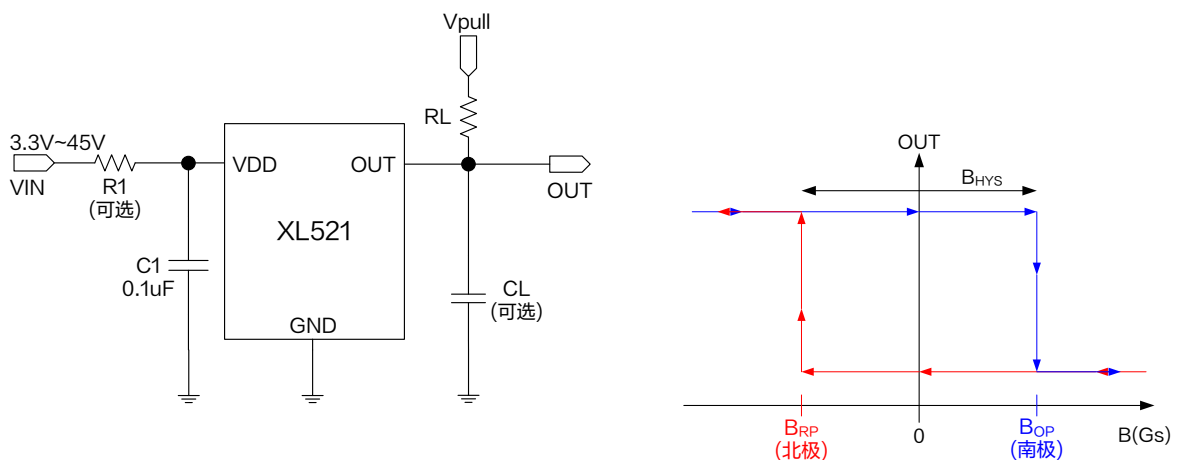 Vpull
RL
3.3V~45V
VIN
R1
(可选)
VDD
OUT
OUT
XL521
C1
0.1uF
CL
(可选)
GND
OUT
BHYS
BRP
(北极)
0
BOP
(南极)
B(Gs)